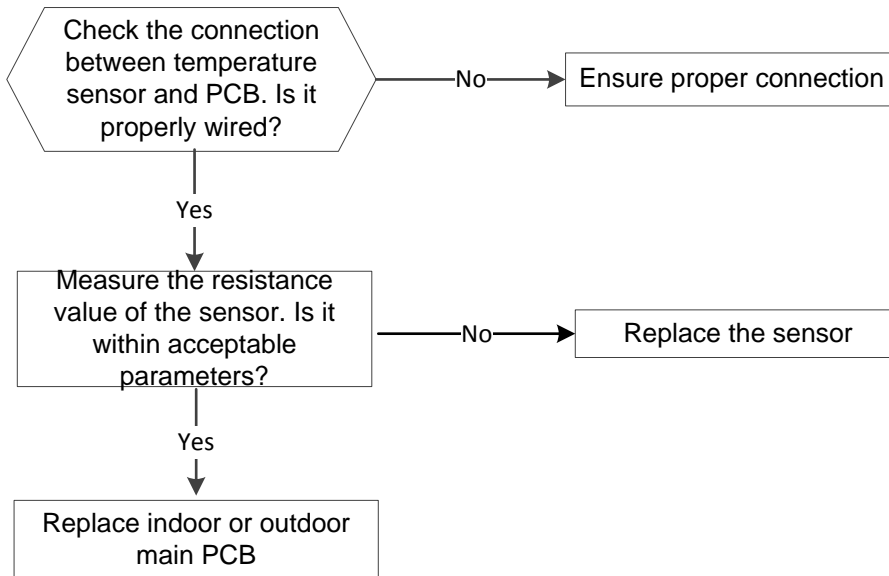 Check the connection
between temperature
sensor and PCB. Is it
properly wired?
No
Ensure proper connection
Yes
Measure the resistance
value of the sensor. Is it
within acceptable
parameters?
No
Replace the sensor
Yes
Replace indoor or outdoor
main PCB